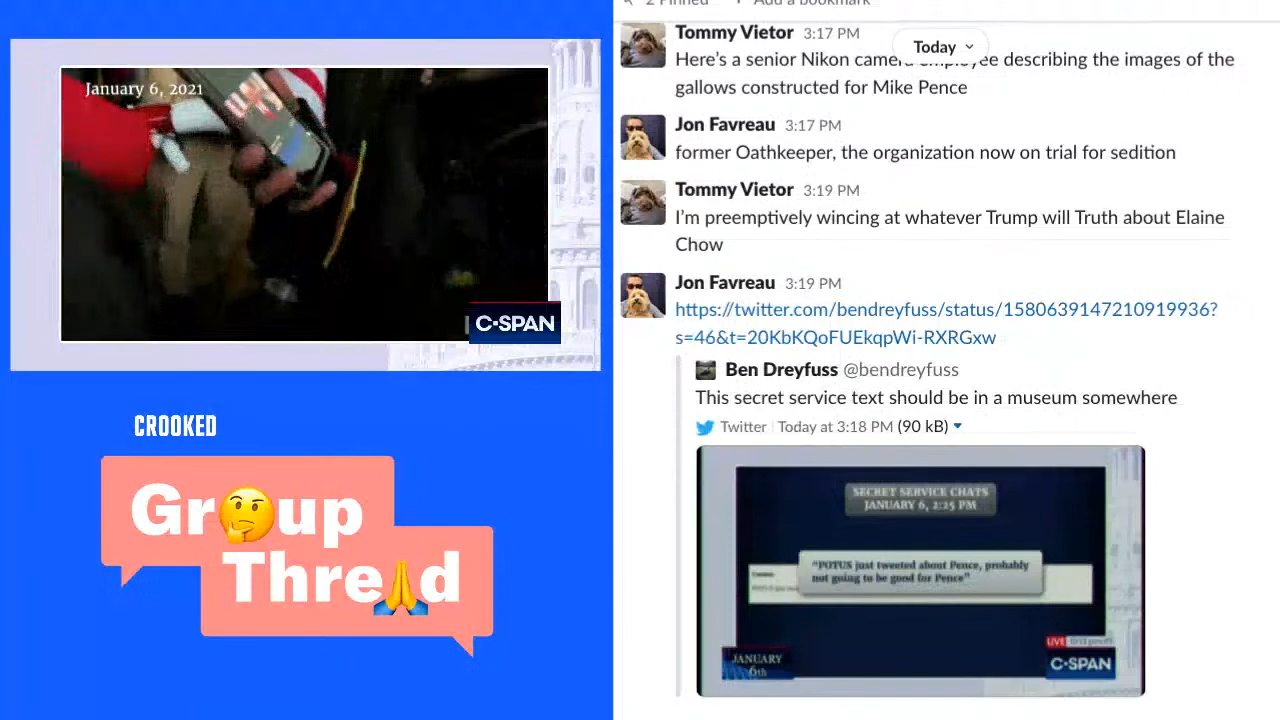 January 6, 2021
C-SPAN
CROOKED
Gr🤔up
Thre🙏d
2 Pinned
Add a bookmark
Today
Tommy Vietor 3:17 PM
Here's a senior Nikon camera employee describing the images of the
gallows constructed for Mike Pence
Jon Favreau 3:17 PM
former Oathkeeper, the organization now on trial for sedition
Tommy Vietor 3:19 PM
I'm preemptively wincing at whatever Trump will Truth about Elaine
Chow
Jon Favreau 3:19 PM
https://twitter.com/bendreyfuss/status/1580639147210919936?
s=46&t=20KbKQoFUEkqpWi-RXRGxw
Ben Dreyfuss @bendreyfuss
This secret service text should be in a museum somewhere
Twitter Today at 3:18 PM (90 kB)
SECRET SERVICE CHATS
JANUARY 6, 2:25 PM
"POTUS just tweeted about Pence, probably
not going to be good for Pence"
LIVE
JANUARY
6th
C-SPAN